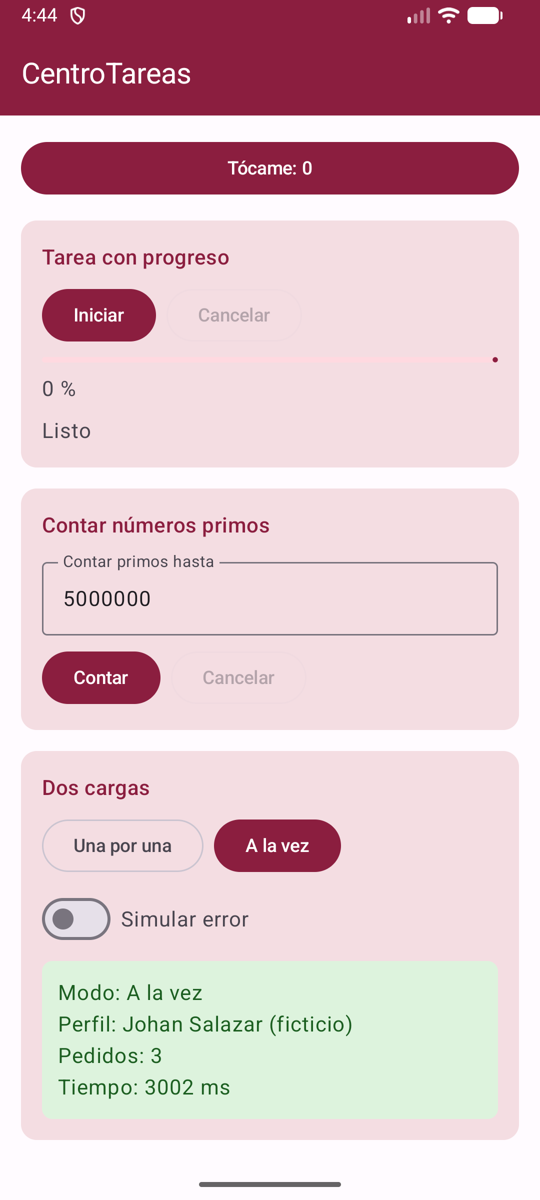 4:44
CentroTareas
Tócame: 0
Tarea con progreso
Iniciar
Cancelar
0 %
Listo
Contar números primos
Contar primos hasta
5000000
Contar
Cancelar
Dos cargas
Una por una
A la vez
Simular error
Modo: A la vez
Perfil: Johan Salazar (ficticio)
Pedidos: 3
Tiempo: 3002 ms